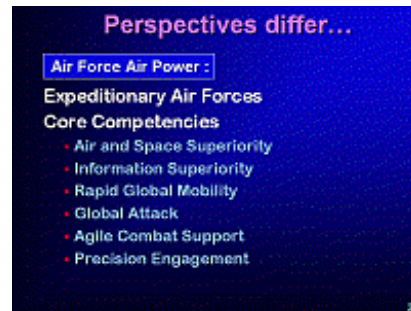 Perspectives differ...
Air Force Air Power :
Expeditionary Air Forces
Core Competencies
• Air and Space Superiority
• Information Superiority
• Rapid Global Mobility
• Global Attack
• Agile Combat Support
• Precision Engagement